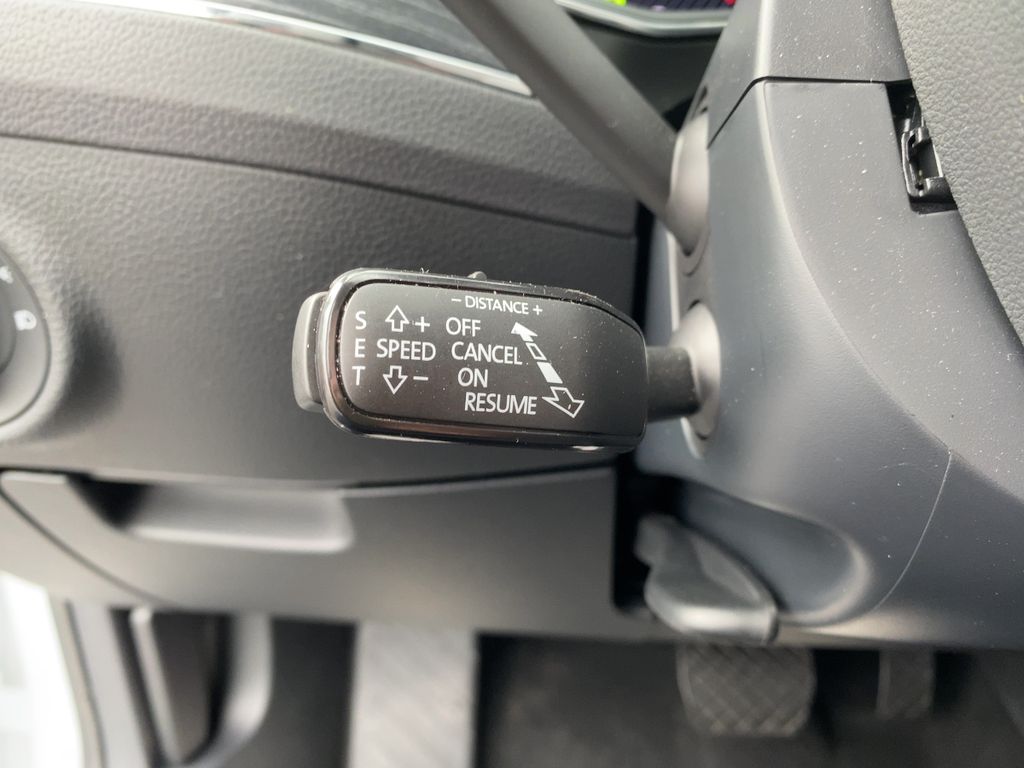 − DISTANCE +
S + OFF
E SPEED CANCEL
T − ON
RESUME